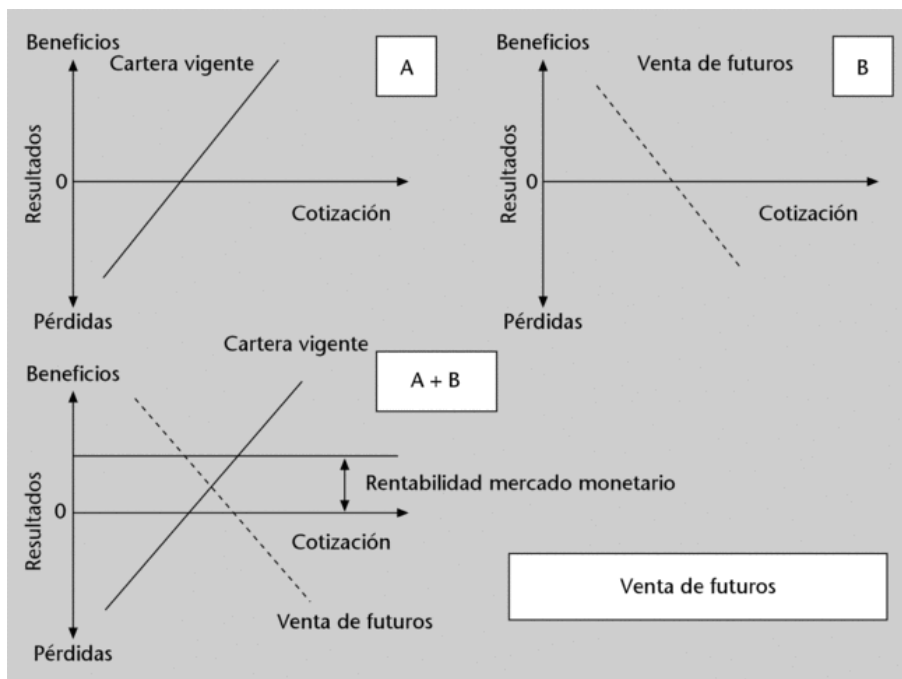 Beneficios
Cartera vigente
A
Resultados
0
Cotización
Pérdidas
Beneficios
Venta de futuros
B
Resultados
0
Cotización
Pérdidas
Cartera vigente
Beneficios
A + B
Resultados
Rentabilidad mercado monetario
0
Cotización
Venta de futuros
Pérdidas
Venta de futuros